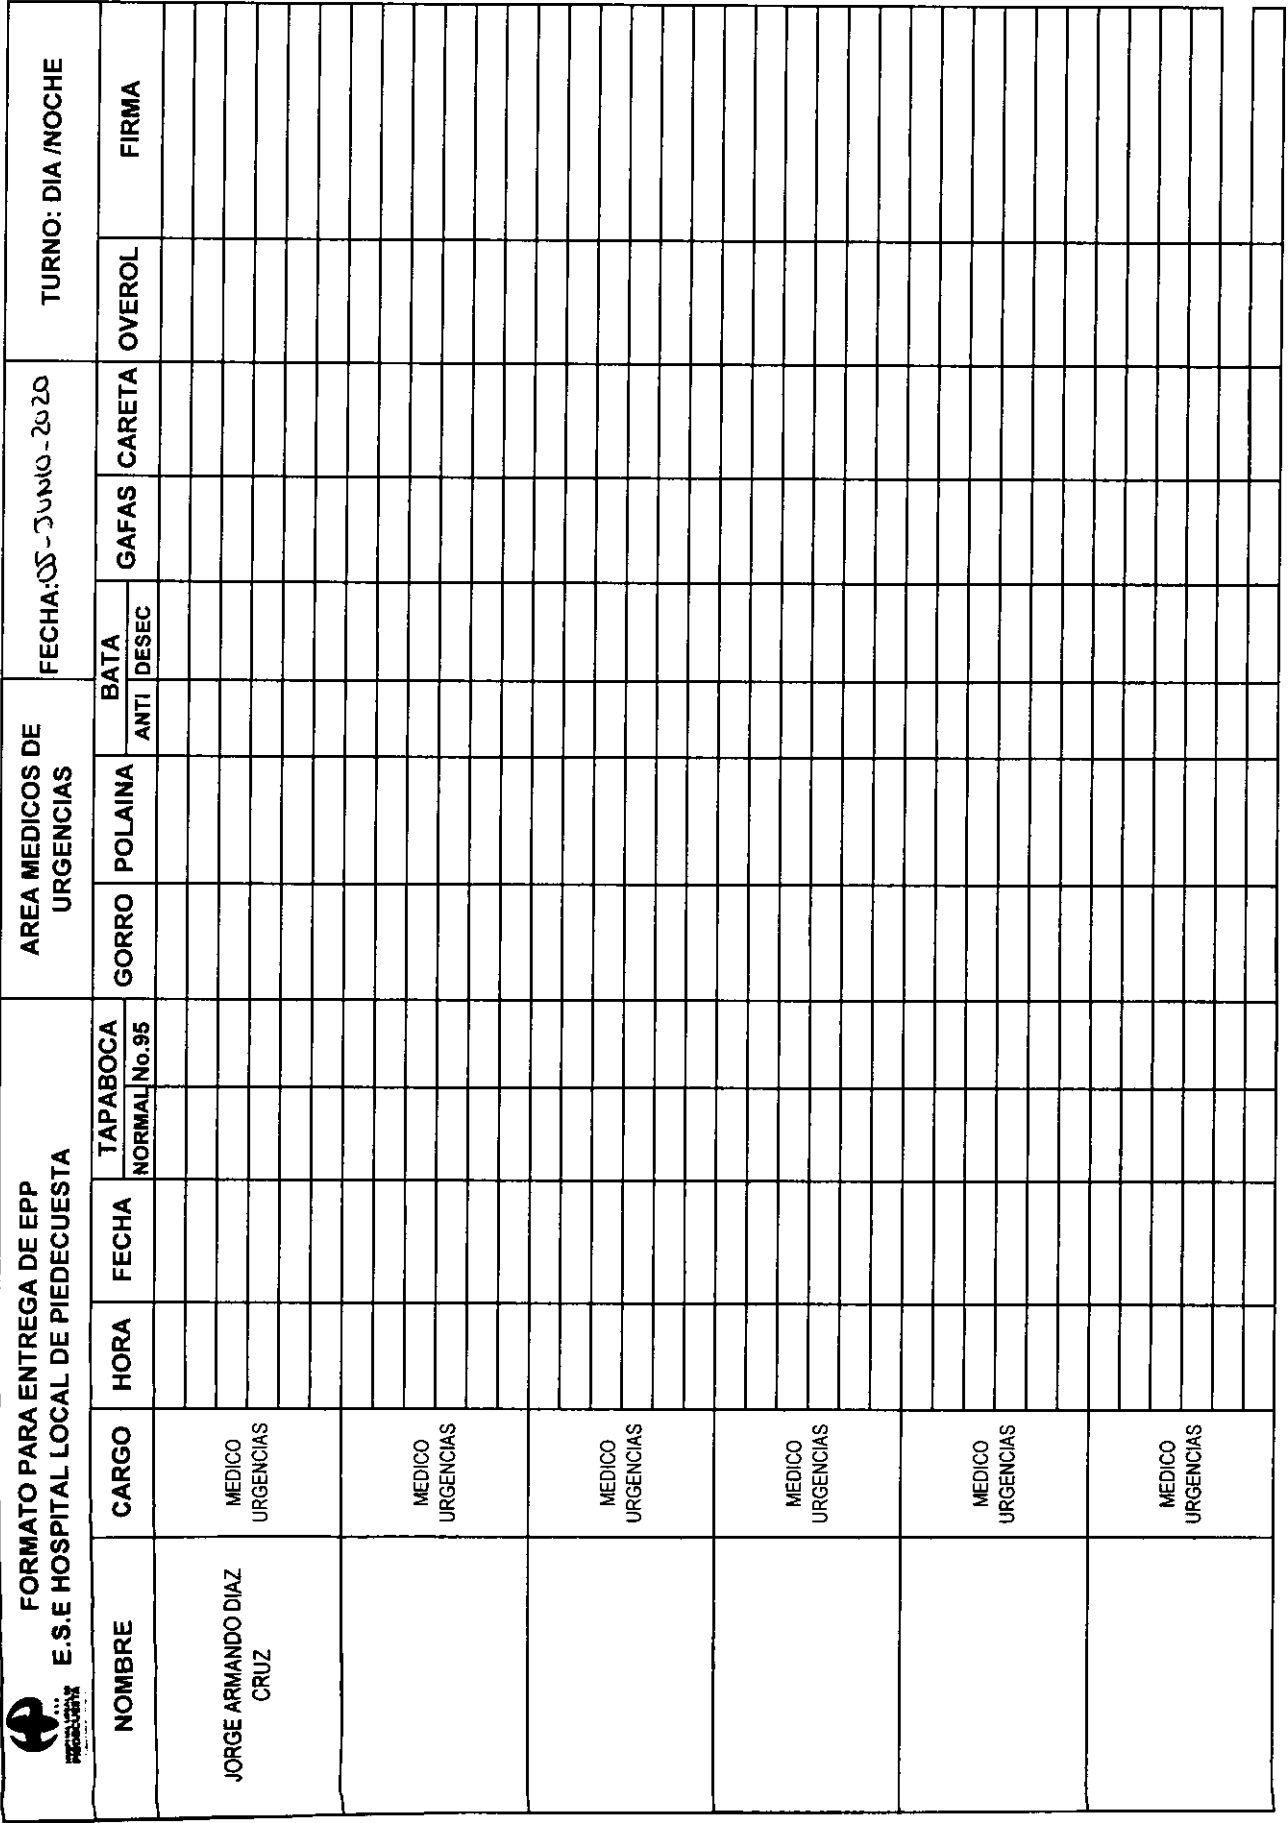 FORMATO PARA ENTREGA DE EPP
E.S.E HOSPITAL LOCAL DE PIEDECUESTA
AREA MEDICOS DE
URGENCIAS
FECHA:05-JUNIO-2020
TURNO: DIA /NOCHE
NOMBRE
CARGO
HORA
FECHA
TAPABOCA
NORMAL
No.95
GORRO
POLAINA
BATA
ANTI
DESEC
GAFAS
CARETA
OVEROL
FIRMA
JORGE ARMANDO DIAZ
CRUZ
MEDICO
URGENCIAS
MEDICO
URGENCIAS
MEDICO
URGENCIAS
MEDICO
URGENCIAS
MEDICO
URGENCIAS
MEDICO
URGENCIAS